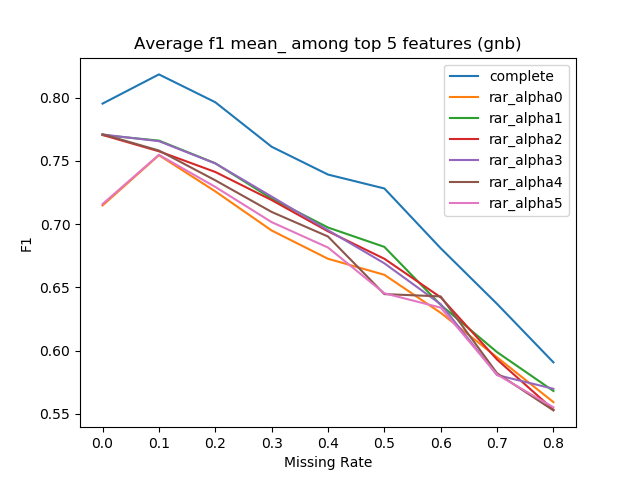 Average f1 mean_ among top 5 features (gnb)
complete
rar_alpha0
rar_alpha1
rar_alpha2
rar_alpha3
rar_alpha4
rar_alpha5
F1
0.80
0.75
0.70
0.65
0.60
0.55
0.0 0.1 0.2 0.3 0.4 0.5 0.6 0.7 0.8
Missing Rate